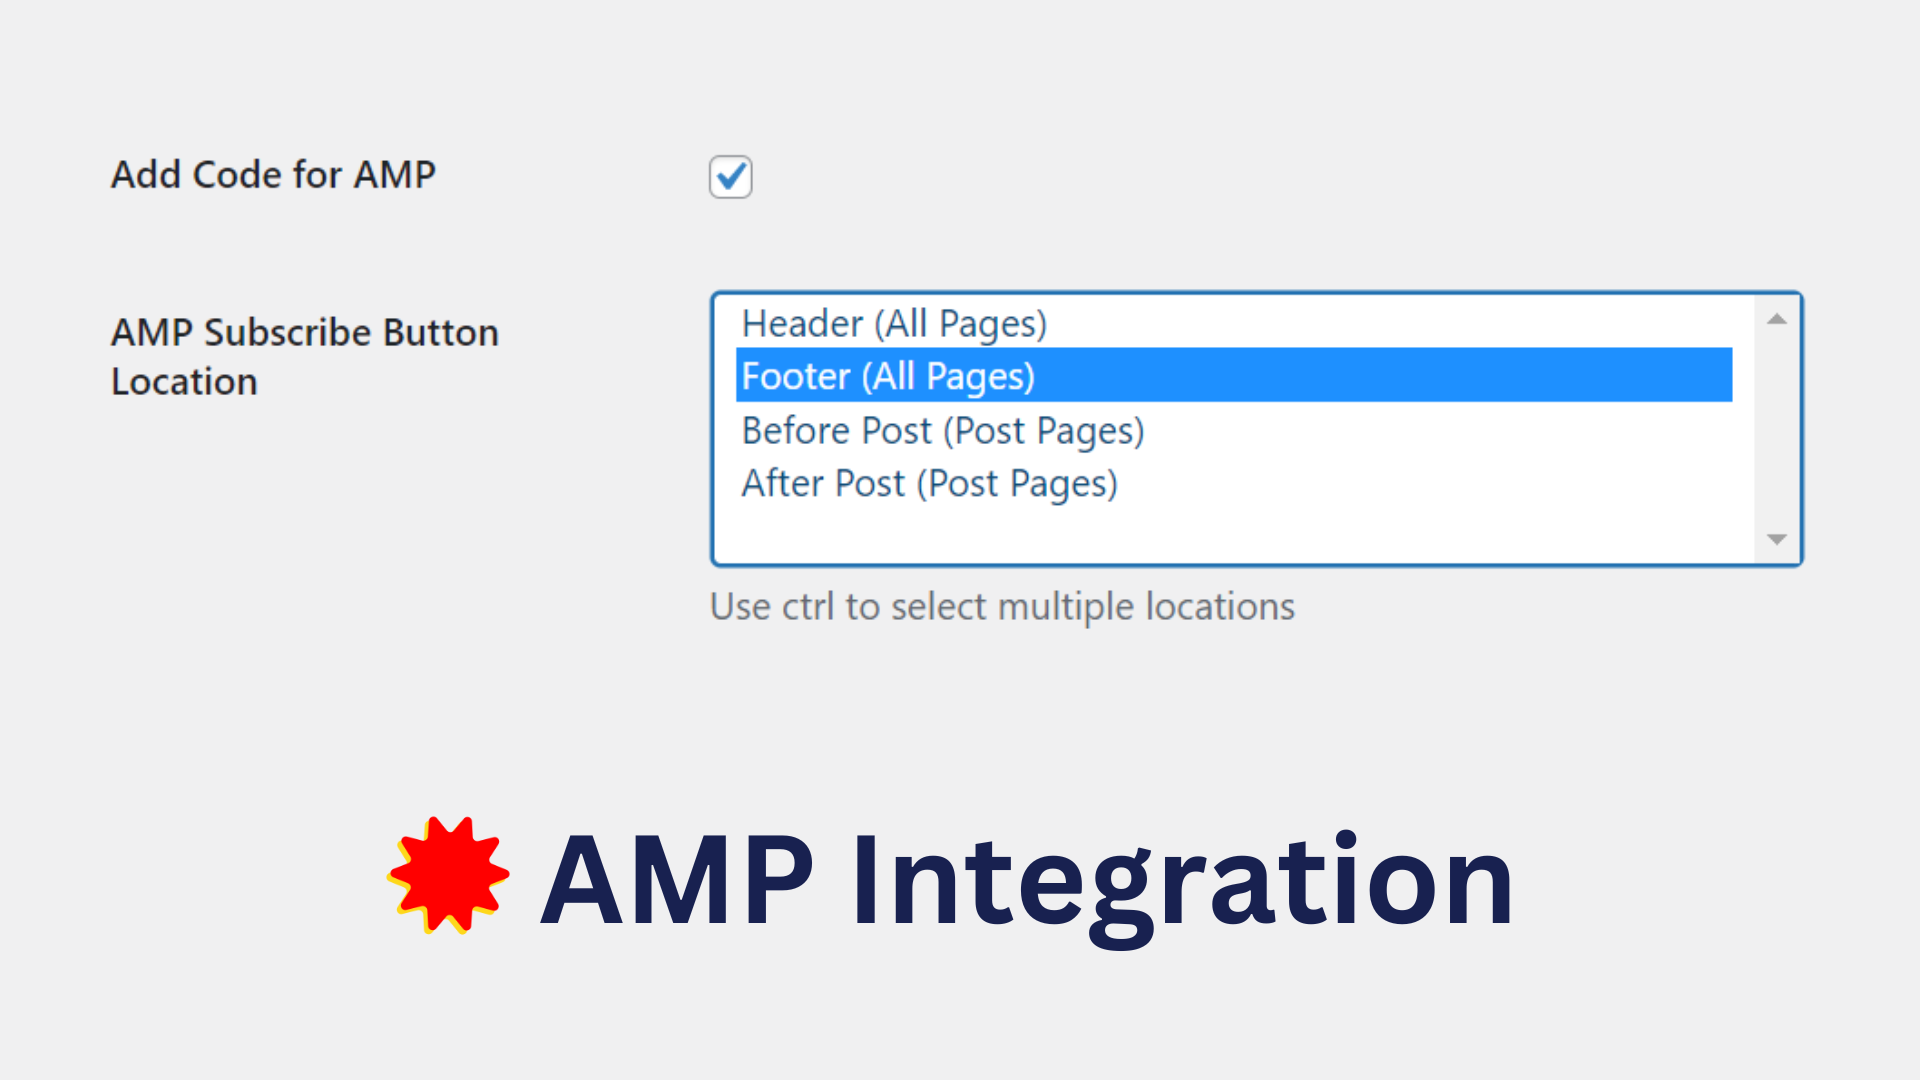 Add Code for AMP
AMP Subscribe Button
Location
Header (All Pages)
Footer (All Pages)
Before Post (Post Pages)
After Post (Post Pages)
Use ctrl to select multiple locations
AMP Integration